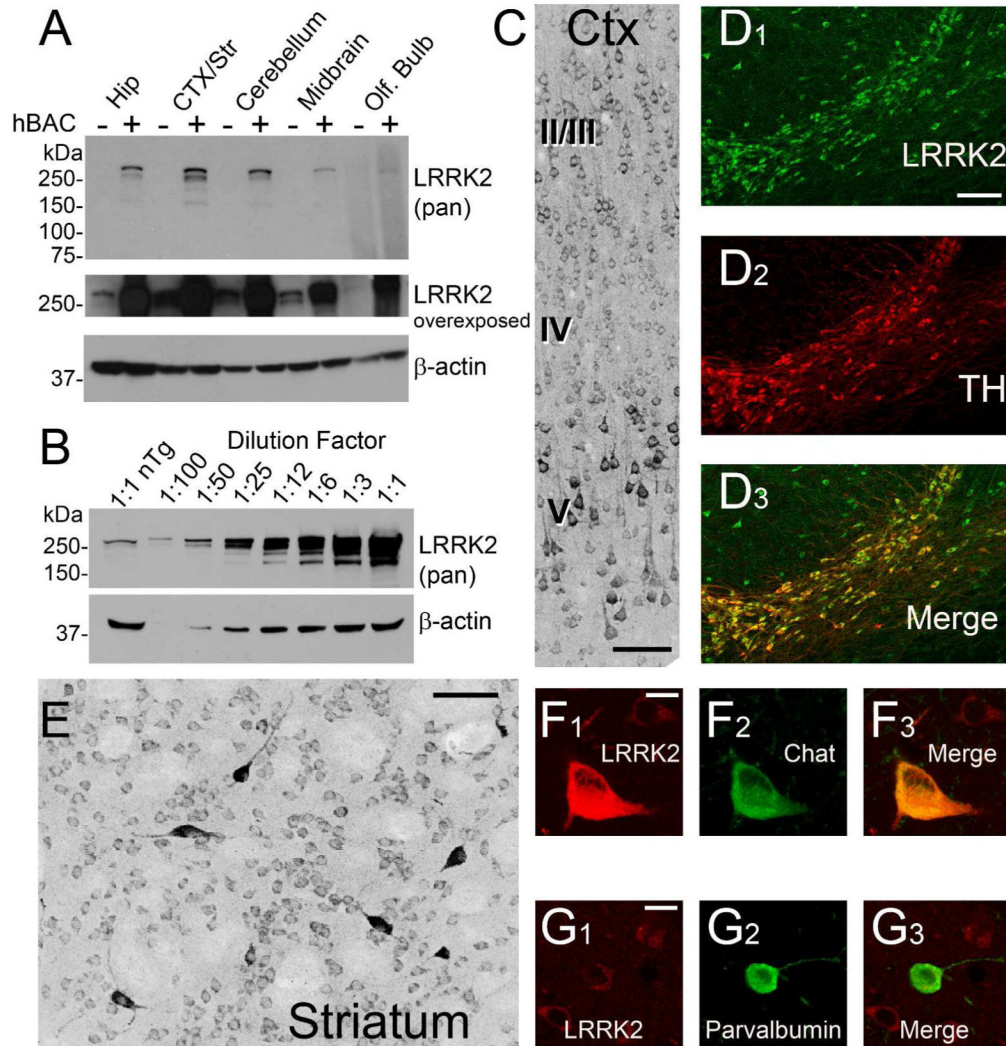 A
Hip
CTX/Str
Cerebellum
Midbrain
Olf. Bulb
hBAC - + - + - + - + - +
kDa
250-
150-
100-
75-
LRRK2
(pan)
250-
LRRK2
overexposed
37-
β-actin
B
Dilution Factor
1:1 nTg
1:100
1:50
1:25
1:12
1:6
1:3
1:1
kDa
250-
150-
LRRK2
(pan)
37-
β-actin
C
Ctx
II/III
IV
V
D1
LRRK2
D2
TH
D3
Merge
E
Striatum
F1
LRRK2
F2
Chat
F3
Merge
G1
LRRK2
G2
Parvalbumin
G3
Merge